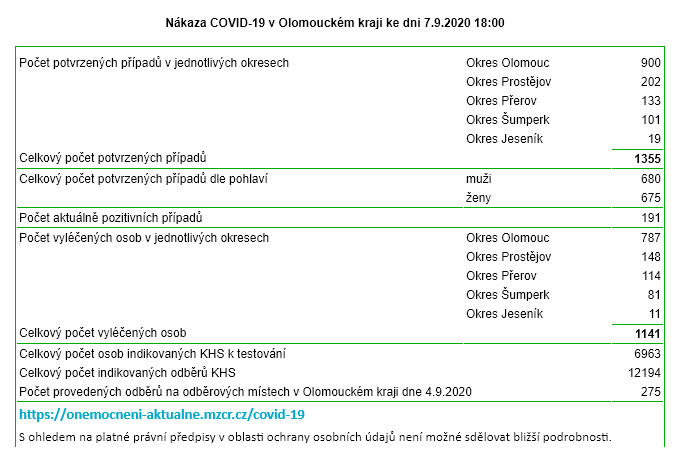 Nákaza COVID-19 v Olomouckém kraji ke dni 7.9.2020 18:00
Počet potvrzených případů v jednotlivých okresech Okres Olomouc 900
Okres Prostějov 202
Okres Přerov 133
Okres Šumperk 101
Okres Jeseník 19
Celkový počet potvrzených případů 1355
Celkový počet potvrzených případů dle pohlaví muži 680
ženy 675
Počet aktuálně pozitivních případů 191
Počet vyléčených osob v jednotlivých okresech Okres Olomouc 787
Okres Prostějov 148
Okres Přerov 114
Okres Šumperk 81
Okres Jeseník 11
Celkový počet vyléčených osob 1141
Celkový počet osob indikovaných KHS k testování 6963
Celkový počet indikovaných odběrů KHS 12194
Počet provedených odběrů na odběrových místech v Olomouckém kraji dne 4.9.2020 275
https://onemocneni-aktualne.mzcr.cz/covid-19
S ohledem na platné právní předpisy v oblasti ochrany osobních údajů není možné sdělovat bližší podrobnosti.